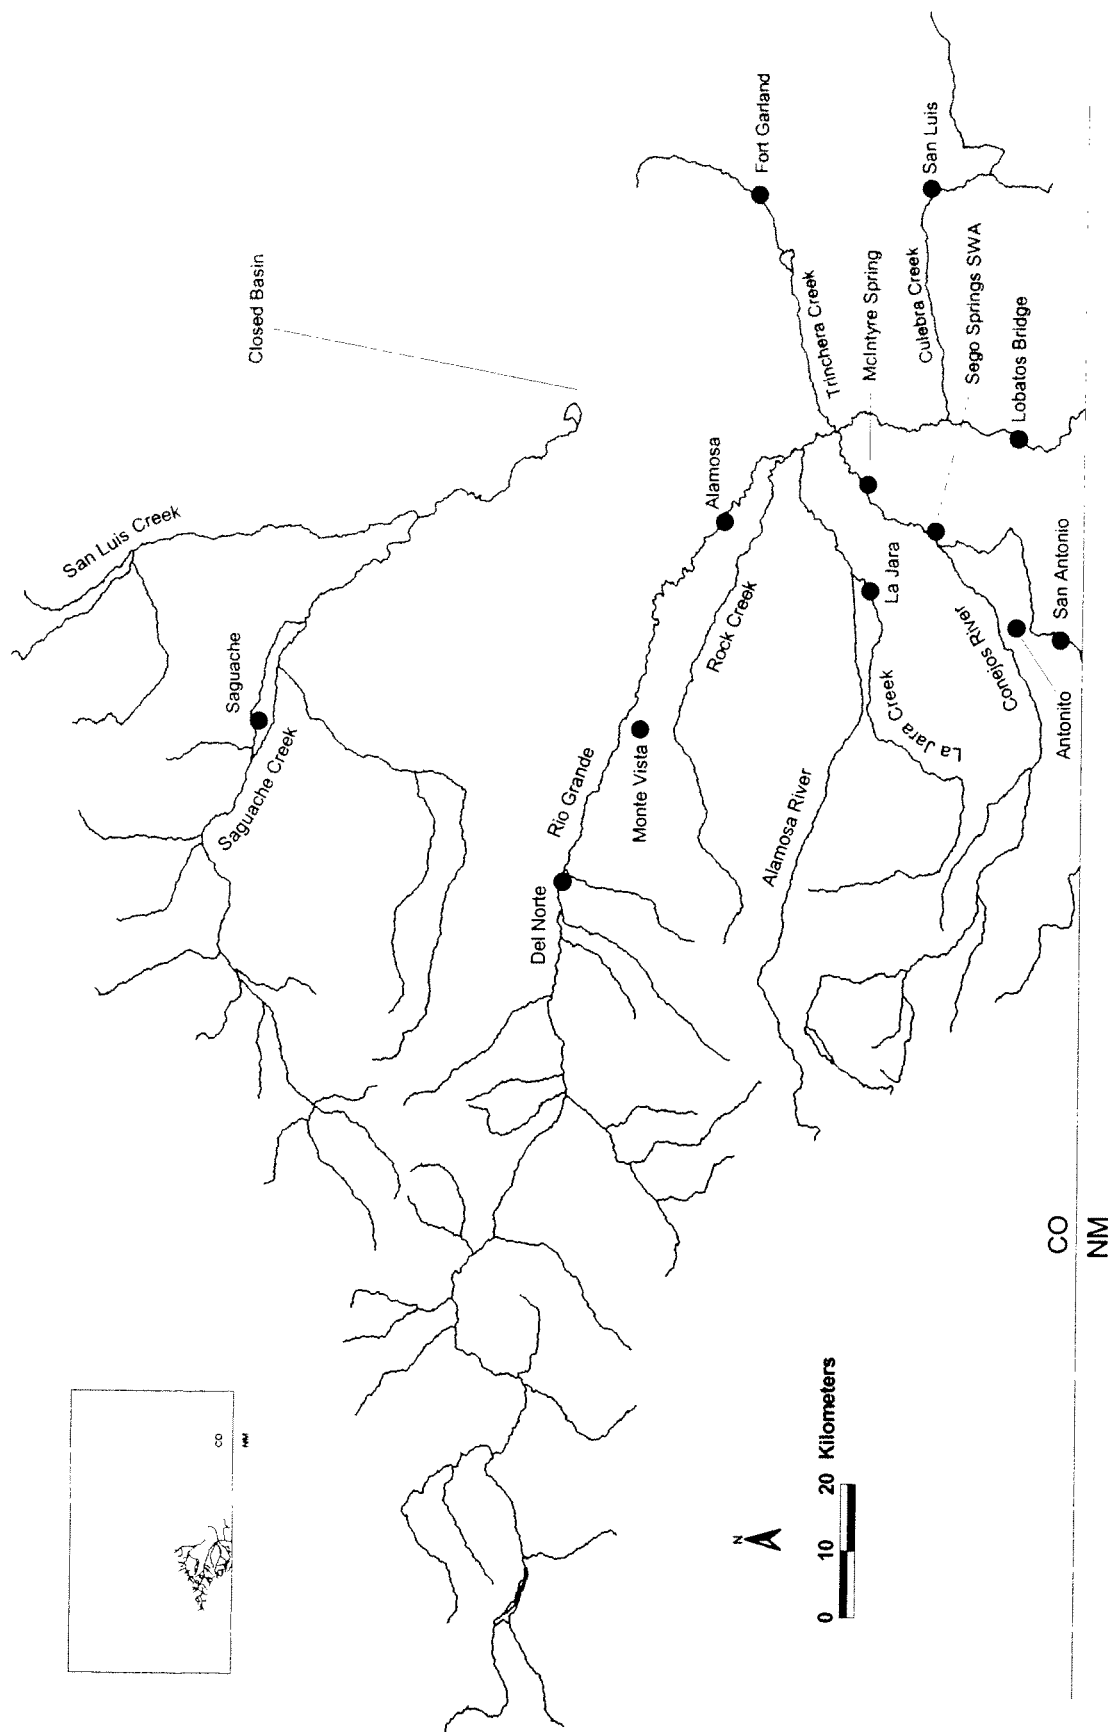 Closed Basin
San Luis Creek
Saguache
Saguache Creek
Fort Garland
Trinchera Creek
McIntyre Spring
Culebra Creek
San Luis
Sego Springs SWA
Lobatos Bridge
Alamosa
Rio Grande
Monte Vista
Del Norte
Rock Creek
Alamosa River
La Jara
La Jara Creek
Conejos River
San Antonio
Antonito
CO
NM
CO
NM
N
0 10 20 Kilometers